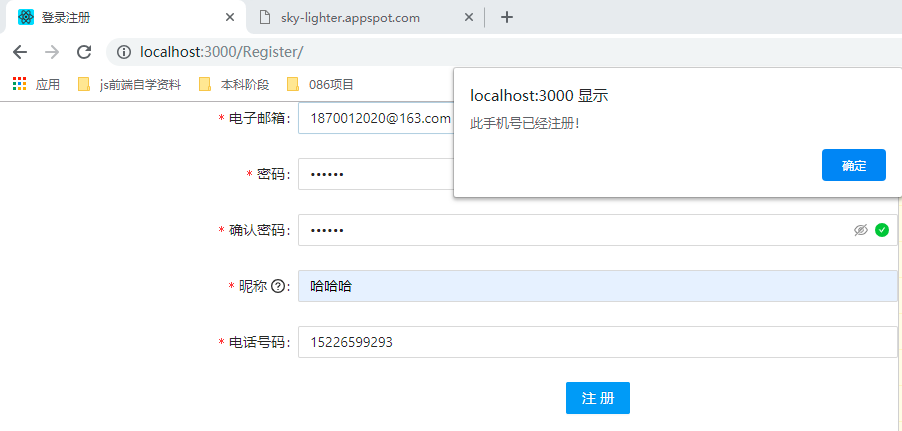 登录注册
sky-lighter.appspot.com
localhost:3000/Register/
应用 js前端自学资料 本科阶段 086项目
localhost:3000 显示
此手机号已经注册!
确定
* 电子邮箱: 1870012020@163.com
* 密码: ••••••
* 确认密码: ••••••
* 昵称 ?: 哈哈哈
* 电话号码: 15226599293
注 册